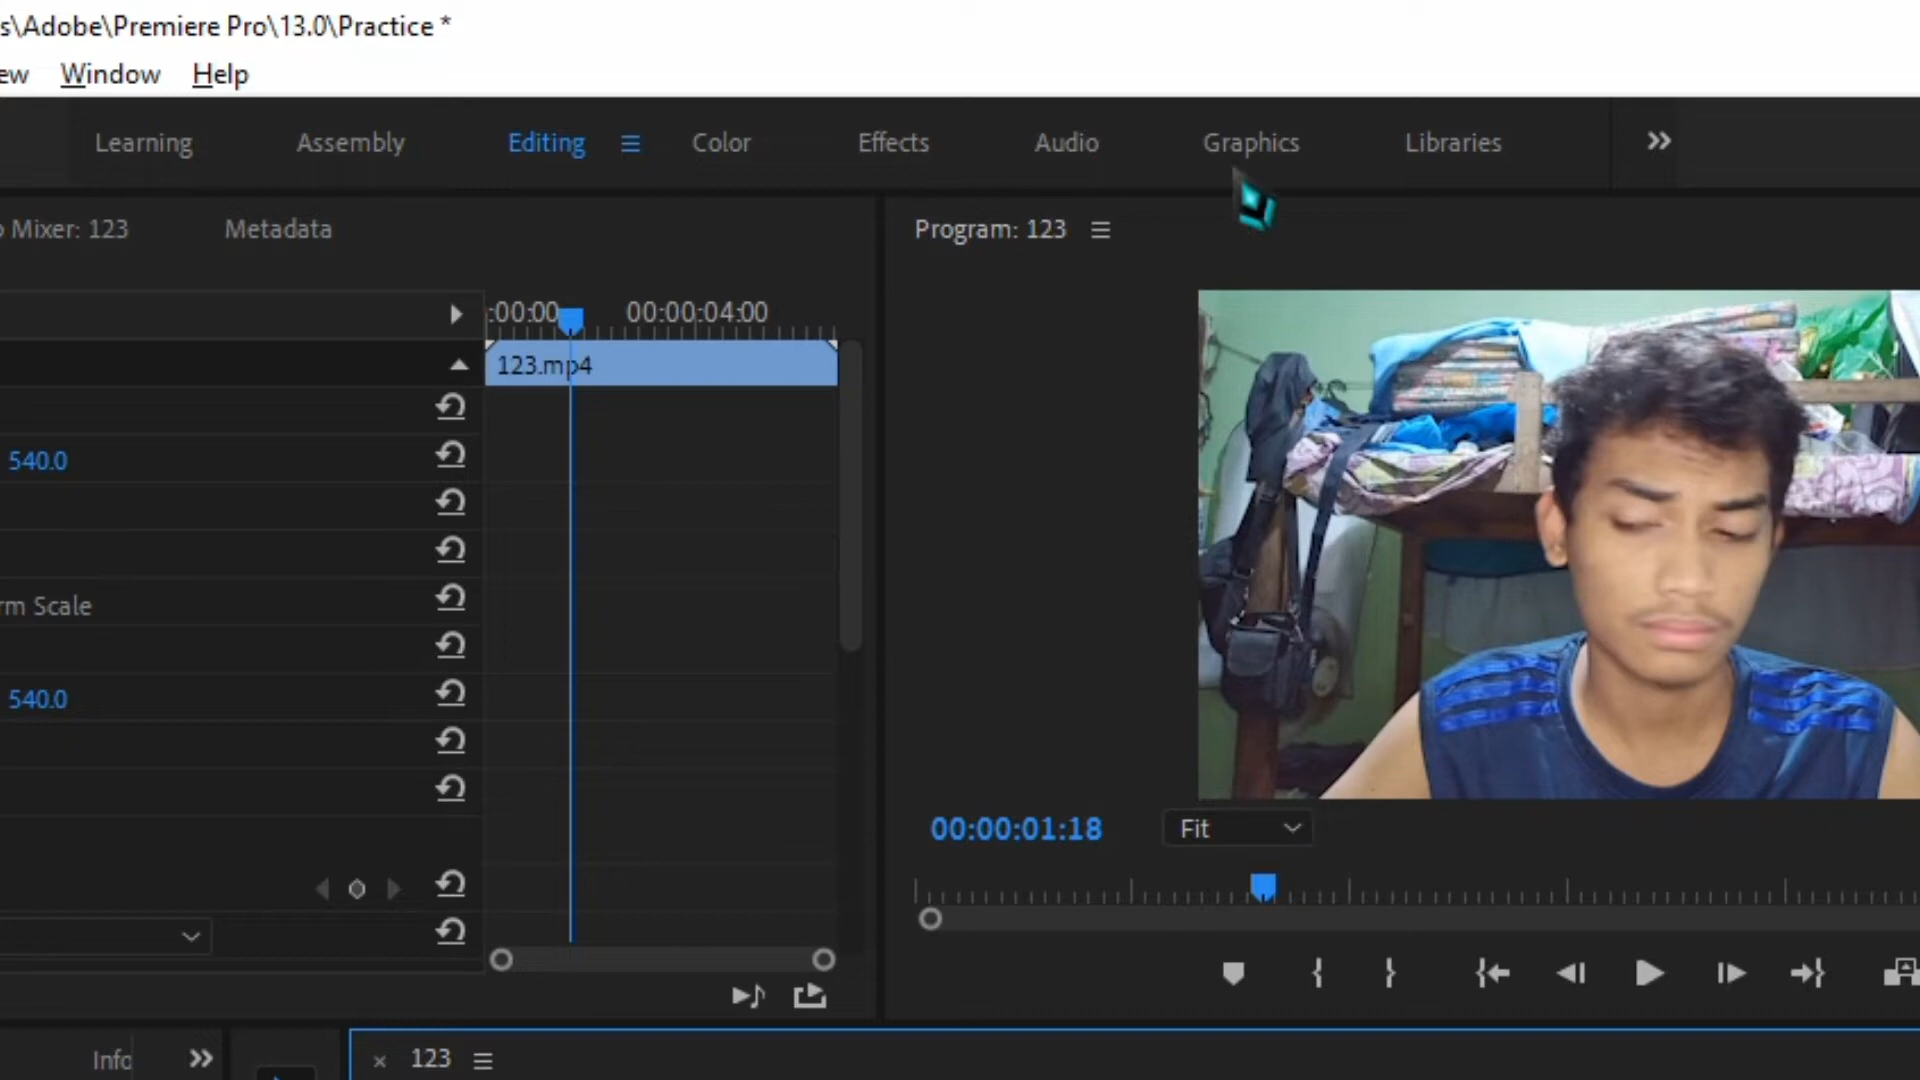 s\Adobe\Premiere Pro\13.0\Practice *
ew Window Help
Learning Assembly Editing Color Effects Audio Graphics Libraries
o Mixer: 123 Metadata
Program: 123
:00:00 00:00:04:00
123.mp4
540.0
rm Scale
540.0
00:00:01:18 Fit
Info
123